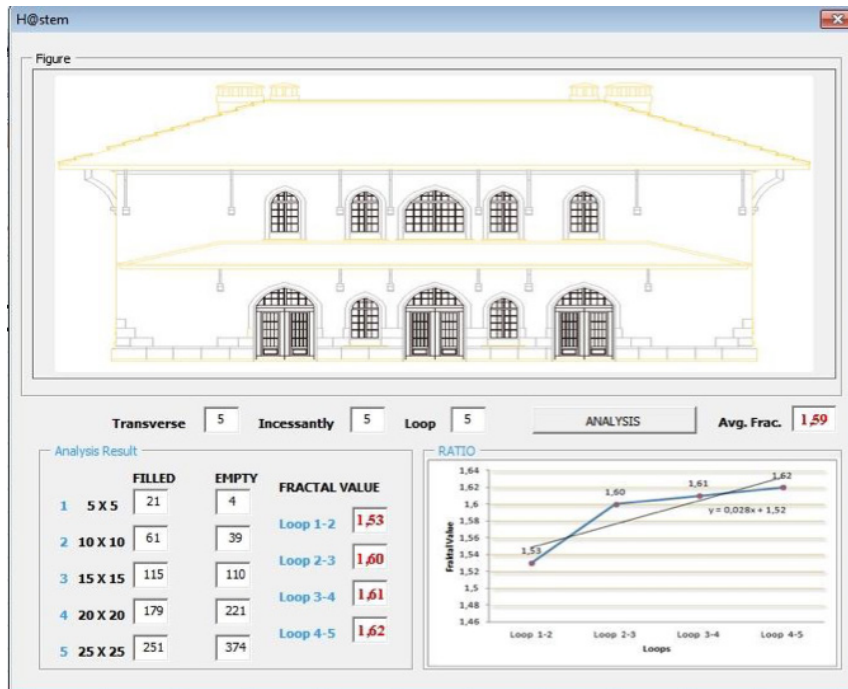 H@stem
Figure
Transverse 5 Incessantly 5 Loop 5 ANALYSIS Avg. Frac. 1,59
Analysis Result
FILLED EMPTY FRACTAL VALUE
1 5 X 5 21 4
2 10 X 10 61 39
3 15 X 15 115 110
4 20 X 20 179 221
5 25 X 25 251 374
Loop 1-2 1,53
Loop 2-3 1,60
Loop 3-4 1,61
Loop 4-5 1,62
RATIO
Fraktal Value
1,64
1,62
1,6
1,58
1,56
1,54
1,52
1,5
1,48
1,46
1,53
1,60
1,61
1,62
y = 0,028x + 1,52
Loop 1-2 Loop 2-3 Loop 3-4 Loop 4-5
Loops